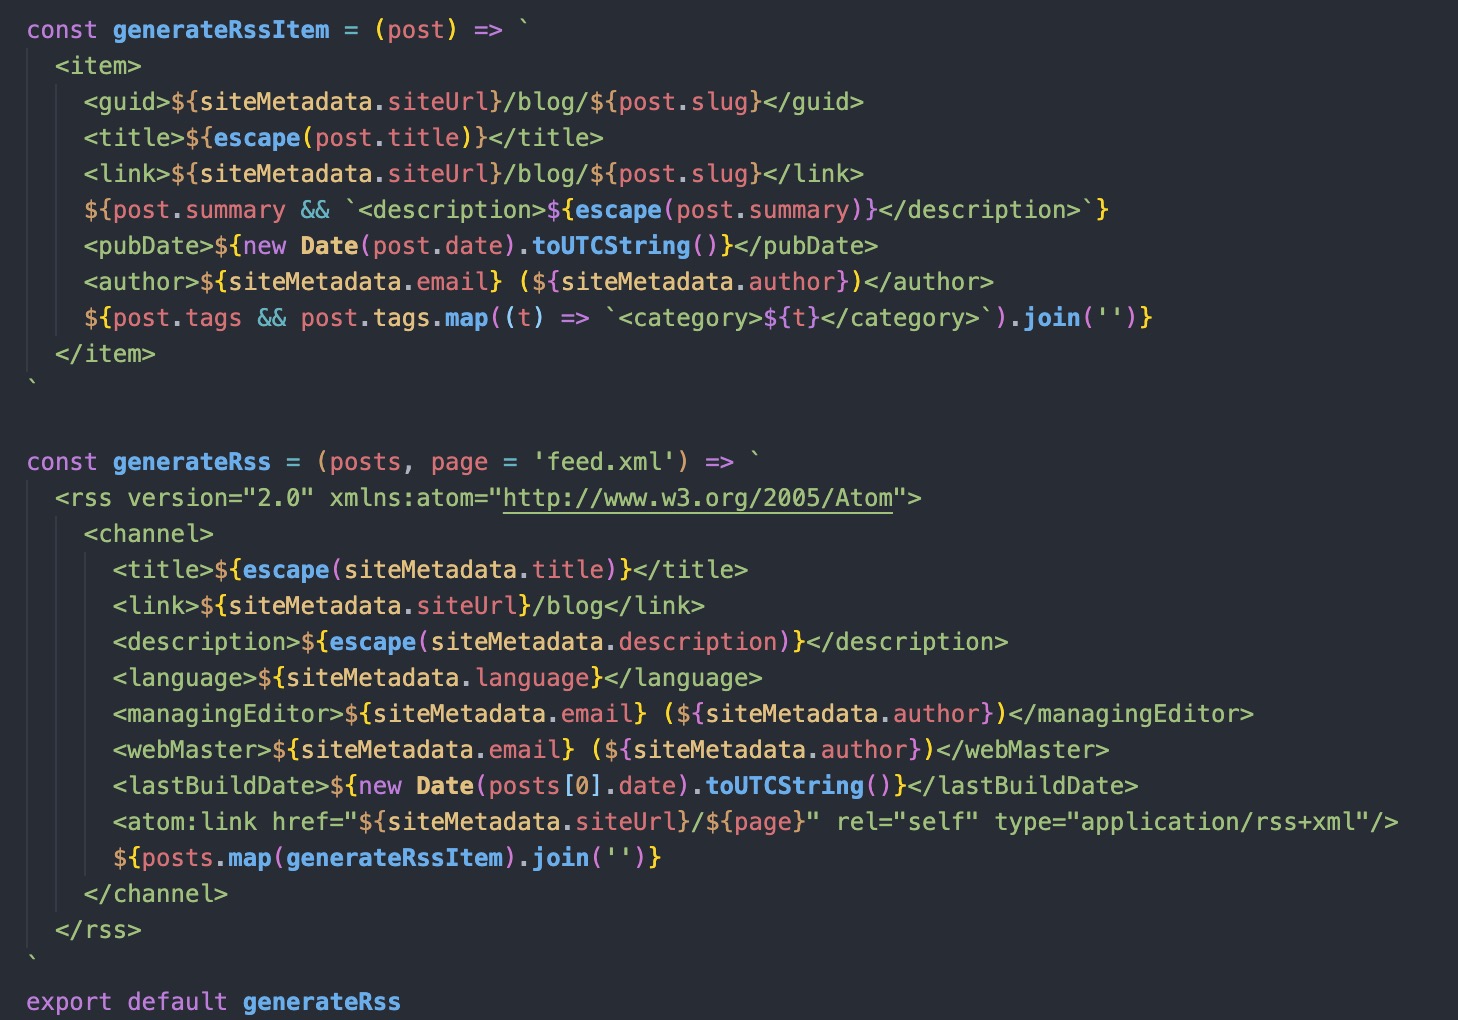 const generateRssItem = (post) => `
  <item>
    <guid>${siteMetadata.siteUrl}/blog/${post.slug}</guid>
    <title>${escape(post.title)}</title>
    <link>${siteMetadata.siteUrl}/blog/${post.slug}</link>
    ${post.summary && `<description>${escape(post.summary)}</description>`}
    <pubDate>${new Date(post.date).toUTCString()}</pubDate>
    <author>${siteMetadata.email} (${siteMetadata.author})</author>
    ${post.tags && post.tags.map((t) => `<category>${t}</category>`).join('')}
  </item>
`

const generateRss = (posts, page = 'feed.xml') => `
  <rss version="2.0" xmlns:atom="http://www.w3.org/2005/Atom">
    <channel>
      <title>${escape(siteMetadata.title)}</title>
      <link>${siteMetadata.siteUrl}/blog</link>
      <description>${escape(siteMetadata.description)}</description>
      <language>${siteMetadata.language}</language>
      <managingEditor>${siteMetadata.email} (${siteMetadata.author})</managingEditor>
      <webMaster>${siteMetadata.email} (${siteMetadata.author})</webMaster>
      <lastBuildDate>${new Date(posts[0].date).toUTCString()}</lastBuildDate>
      <atom:link href="${siteMetadata.siteUrl}/${page}" rel="self" type="application/rss+xml"/>
      ${posts.map(generateRssItem).join('')}
    </channel>
  </rss>
`
export default generateRss